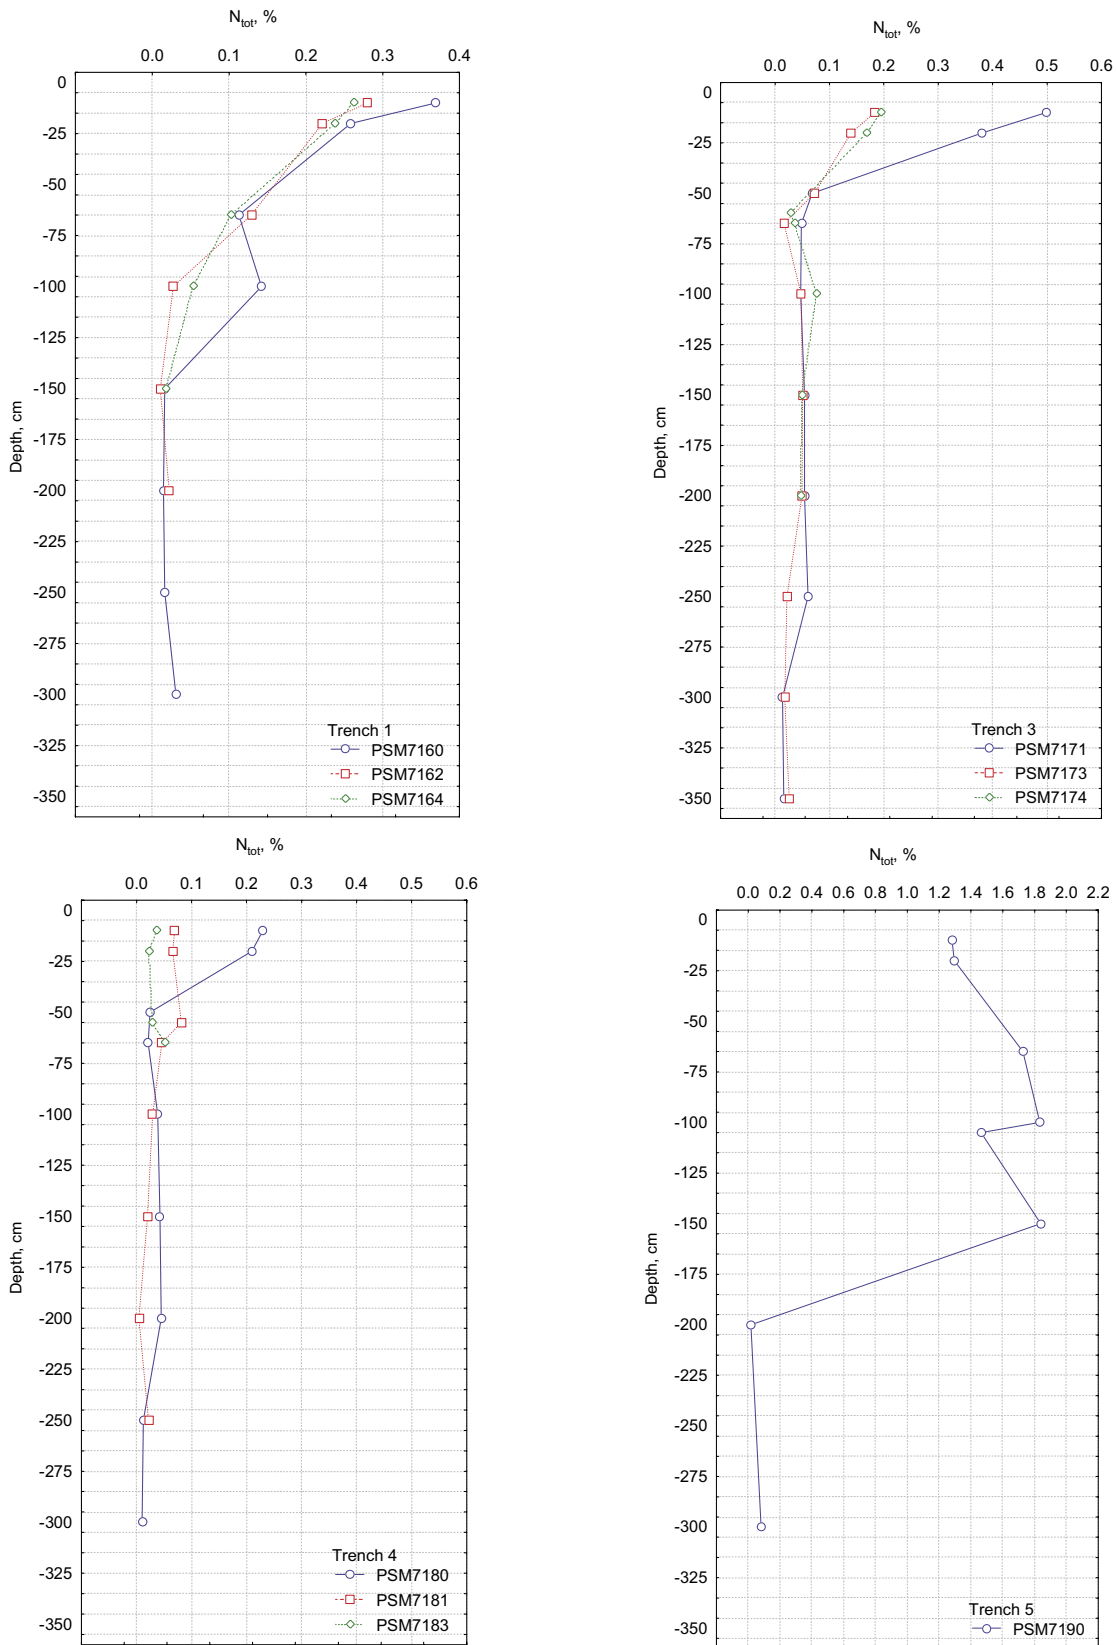 N_tot, %
0.0 0.1 0.2 0.3 0.4
0
-25
-50
-75
-100
-125
-150
-175
-200
-225
-250
-275
-300
-325
-350
Depth, cm
Trench 1
PSM7160
PSM7162
PSM7164
N_tot, %
0.0 0.1 0.2 0.3 0.4 0.5 0.6
0
-25
-50
-75
-100
-125
-150
-175
-200
-225
-250
-275
-300
-325
-350
Depth, cm
Trench 3
PSM7171
PSM7173
PSM7174
N_tot, %
0.0 0.1 0.2 0.3 0.4 0.5 0.6
0
-25
-50
-75
-100
-125
-150
-175
-200
-225
-250
-275
-300
-325
-350
Depth, cm
Trench 4
PSM7180
PSM7181
PSM7183
N_tot, %
0.0 0.2 0.4 0.6 0.8 1.0 1.2 1.4 1.6 1.8 2.0 2.2
0
-25
-50
-75
-100
-125
-150
-175
-200
-225
-250
-275
-300
-325
-350
Depth, cm
Trench 5
PSM7190